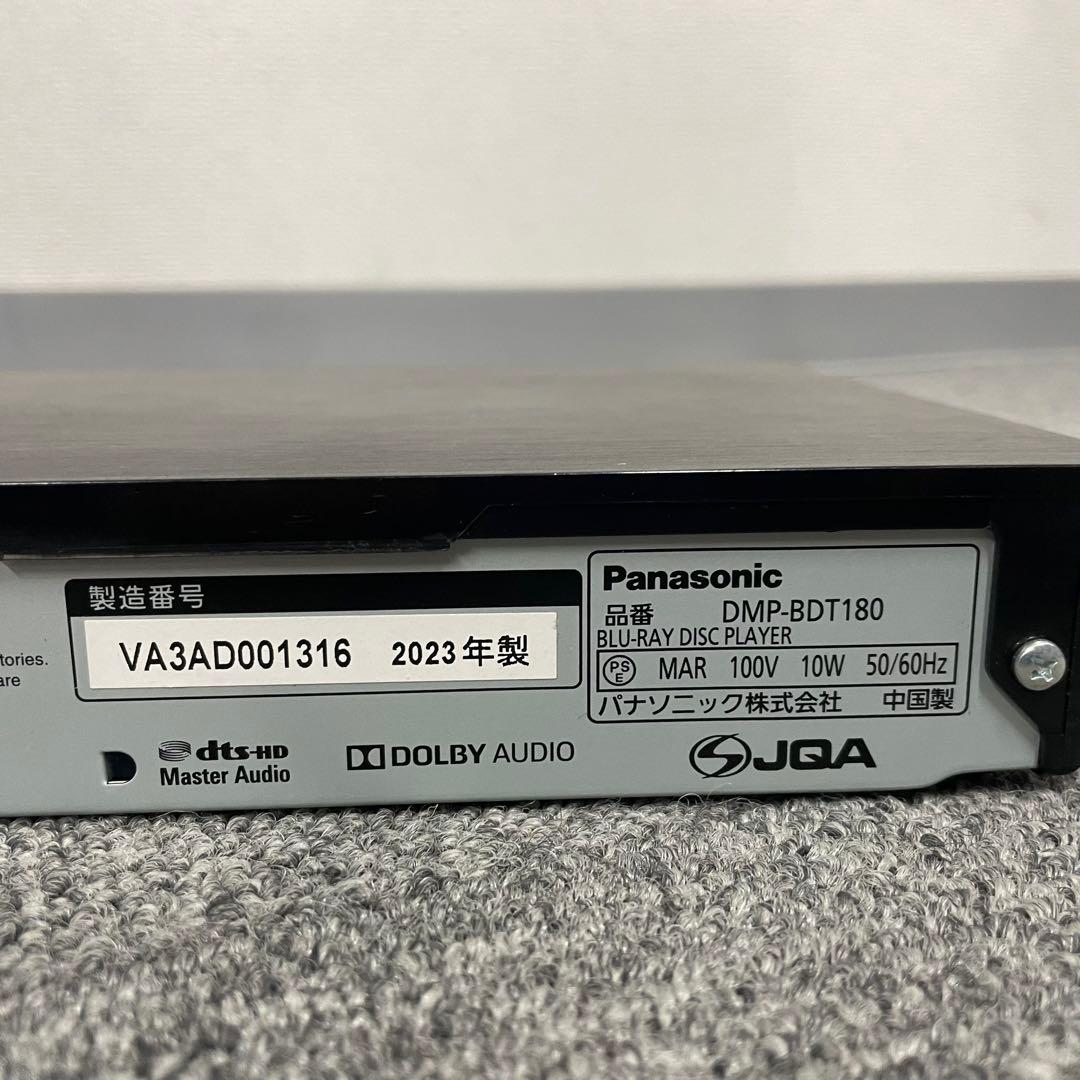 tories.
are
製造番号
VA3AD001316 2023年製
Panasonic
品番 DMP-BDT180
BLU-RAY DISC PLAYER
PSE MAR 100V 10W 50/60Hz
パナソニック株式会社 中国製
dts-HD
Master Audio
DOLBY AUDIO
JQA